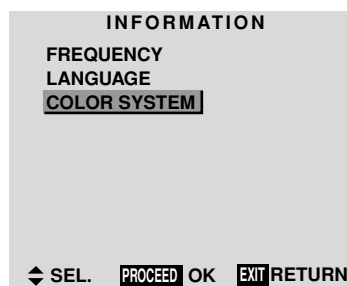 INFORMATION
FREQUENCY
LANGUAGE
COLOR SYSTEM
SEL. PROCEED OK EXIT RETURN